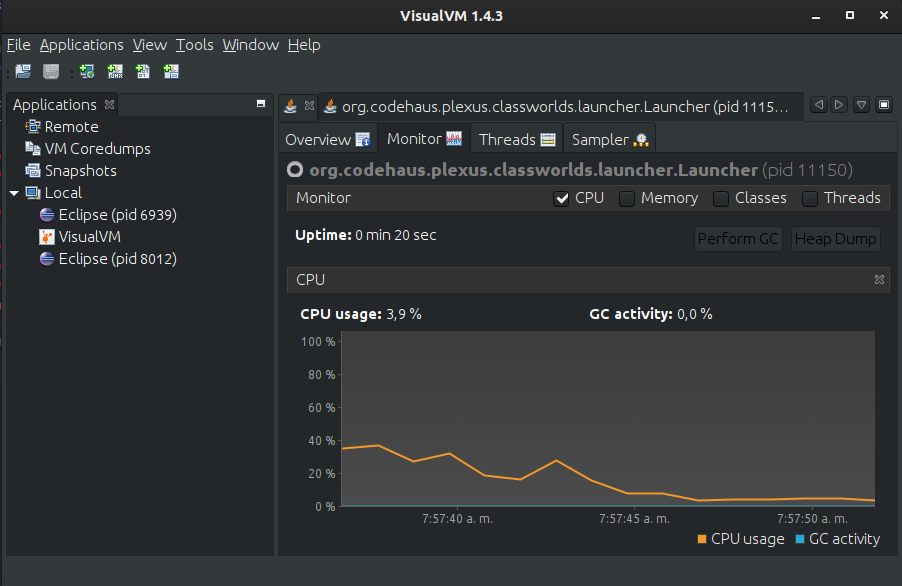 VisualVM 1.4.3
File Applications View Tools Window Help
Applications
Remote
VM Coredumps
Snapshots
Local
Eclipse (pid 6939)
VisualVM
Eclipse (pid 8012)
org.codehaus.plexus.classworlds.launcher.Launcher (pid 1115...
Overview Monitor Threads Sampler
org.codehaus.plexus.classworlds.launcher.Launcher (pid 11150)
Monitor CPU Memory Classes Threads
Uptime: 0 min 20 sec Perform GC Heap Dump
CPU
CPU usage: 3,9 % GC activity: 0,0 %
100 %
80 %
60 %
40 %
20 %
0 %
7:57:40 a. m. 7:57:45 a. m. 7:57:50 a. m.
CPU usage GC activity